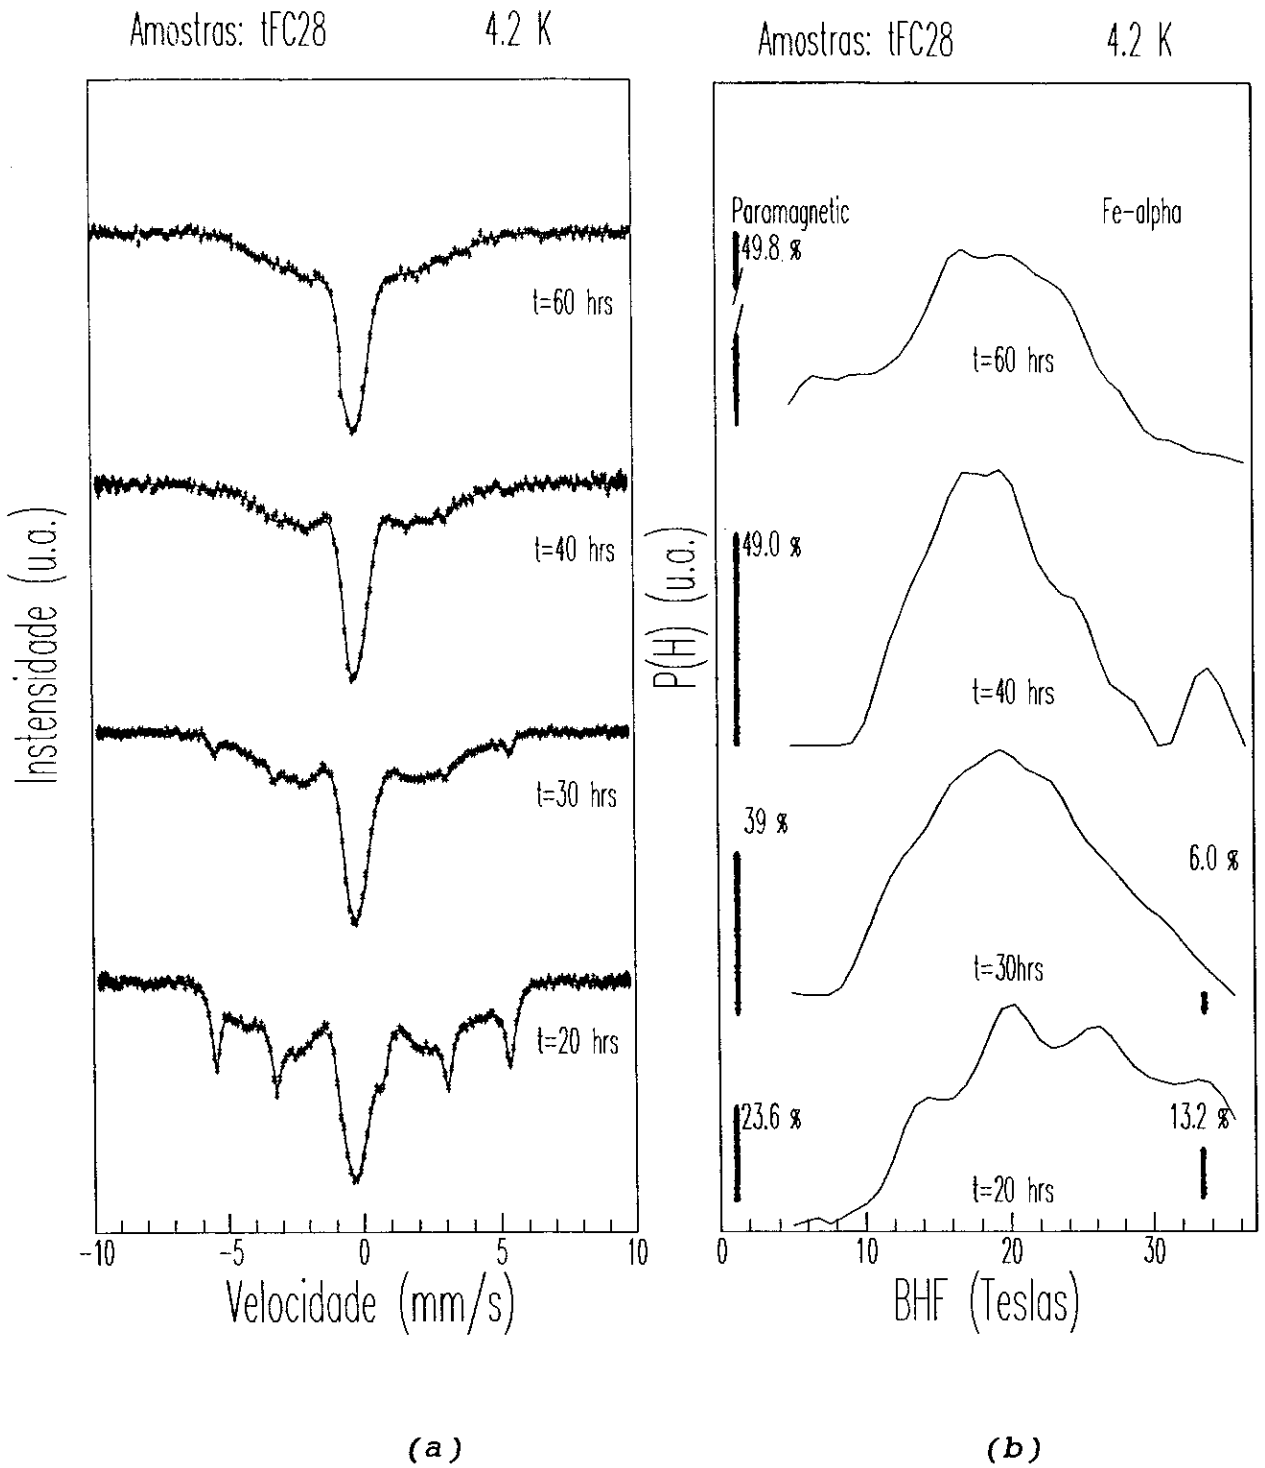 Amostras: tFC28 4.2 K
Instensidade (u.a.)
t=60 hrs
t=40 hrs
t=30 hrs
t=20 hrs
-10 -5 0 5 10
Velocidade (mm/s)
(a)
Amostras: tFC28 4.2 K
P(H) (u.a.)
Paramagnetic Fe-alpha
49.8 %
t=60 hrs
49.0 %
t=40 hrs
39 %
6.0 %
t=30hrs
23.6 % 13.2 %
t=20 hrs
0 10 20 30
BHF (Teslas)
(b)